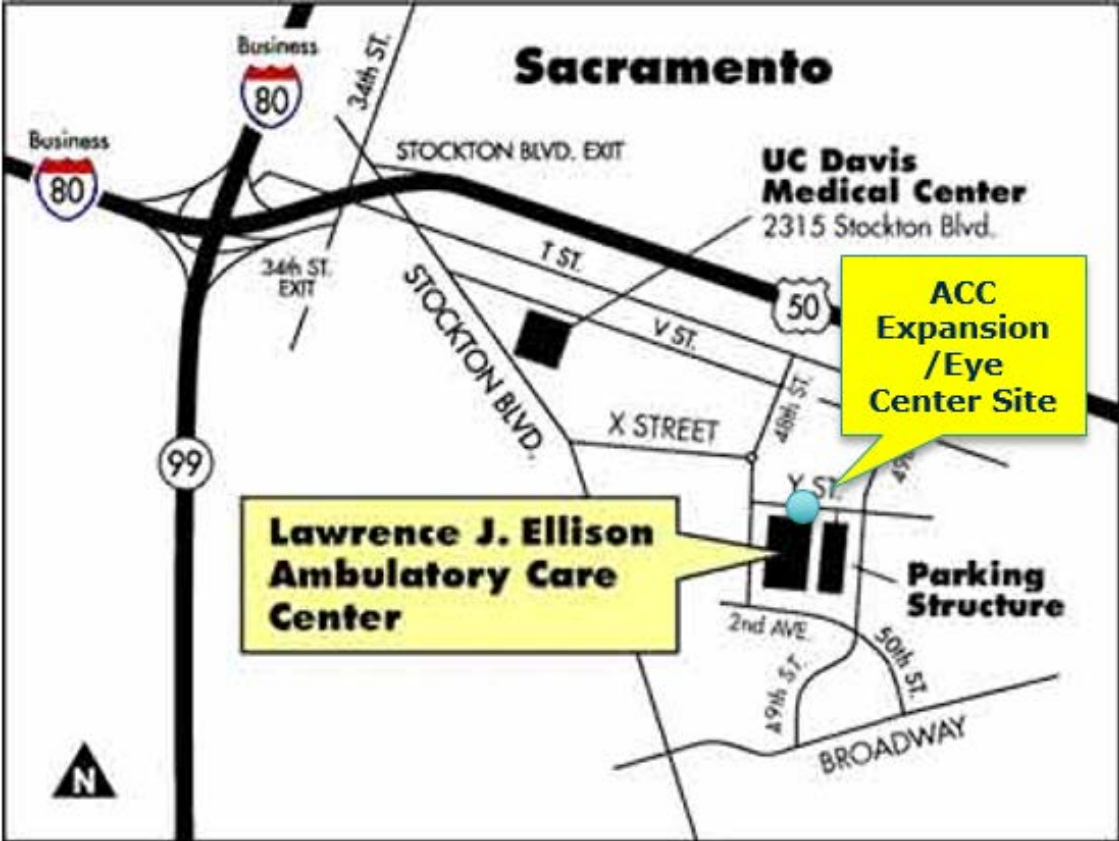 Sacramento
Business
80
34th ST.
Business
80
STOCKTON BLVD. EXIT
UC Davis
Medical Center
2315 Stockton Blvd.
34th ST.
EXIT
T ST.
50
ACC
Expansion
/Eye
Center Site
STOCKTON BLVD.
V ST.
48th ST.
X STREET
99
Y ST.
Lawrence J. Ellison
Ambulatory Care
Center
Parking
Structure
2nd AVE.
50th ST.
49th ST.
BROADWAY
N